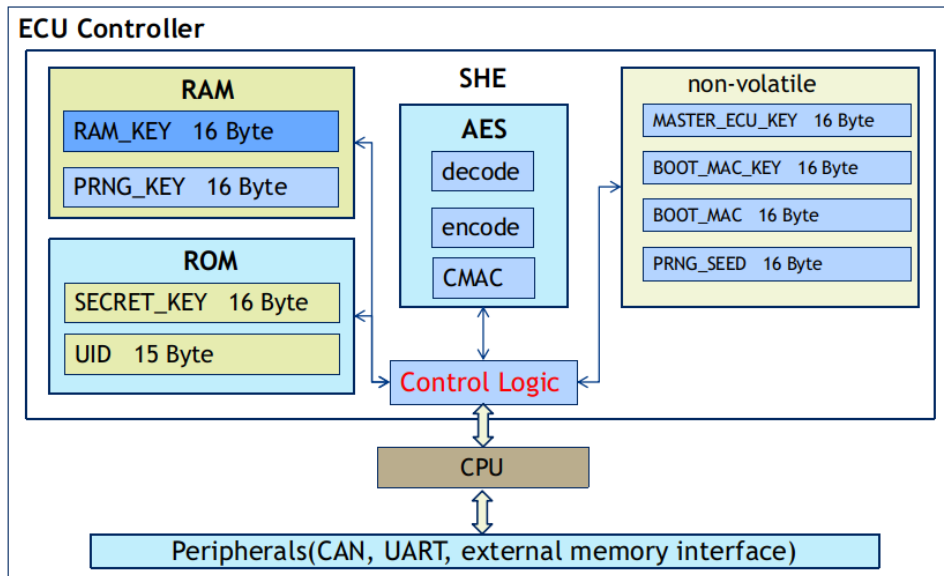 ECU Controller
SHE
RAM
RAM_KEY 16 Byte
PRNG_KEY 16 Byte
ROM
SECRET_KEY 16 Byte
UID 15 Byte
AES
decode
encode
CMAC
non-volatile
MASTER_ECU_KEY 16 Byte
BOOT_MAC_KEY 16 Byte
BOOT_MAC 16 Byte
PRNG_SEED 16 Byte
Control Logic
CPU
Peripherals(CAN, UART, external memory interface)